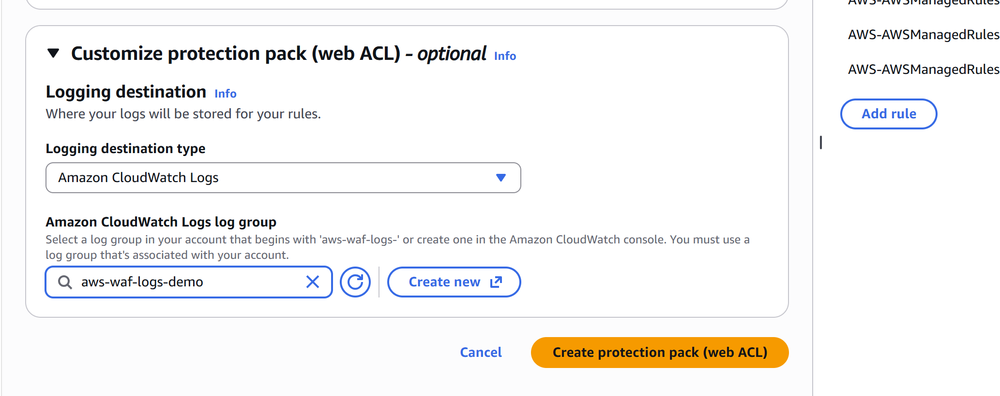 Customize protection pack (web ACL) – optional Info
Logging destination Info
Where your logs will be stored for your rules.
Logging destination type
Amazon CloudWatch Logs
Amazon CloudWatch Logs log group
Select a log group in your account that begins with 'aws-waf-logs-' or create one in the Amazon CloudWatch console. You must use a
log group that's associated with your account.
aws-waf-logs-demo
Create new
Cancel
Create protection pack (web ACL)
AWS-AWSManagedRules
AWS-AWSManagedRules
AWS-AWSManagedRules
Add rule